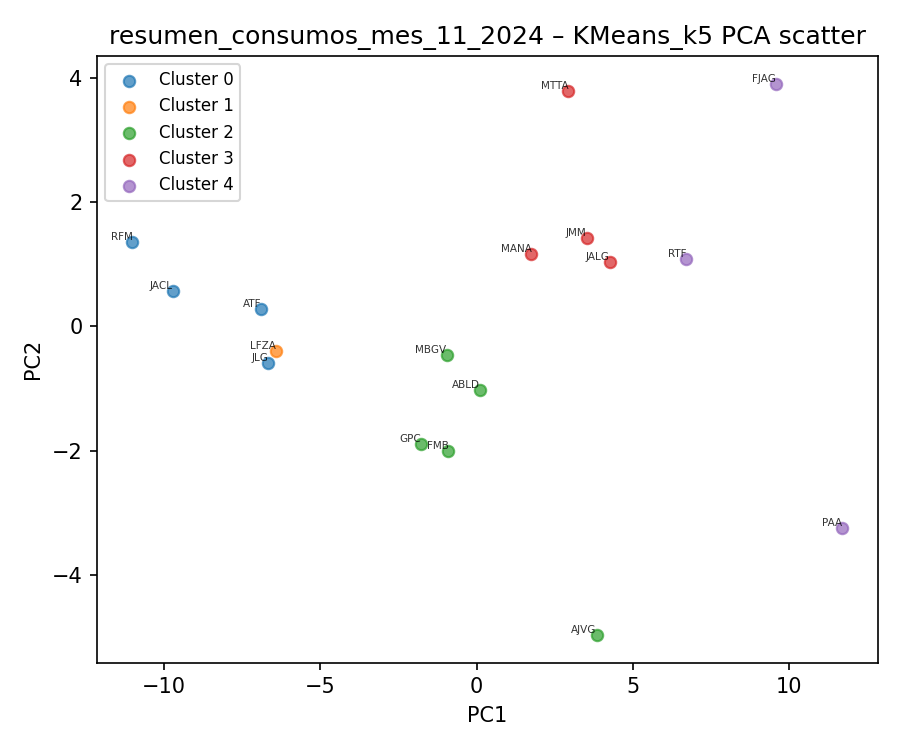 resumen_consumos_mes_11_2024 – KMeans_k5 PCA scatter
Cluster 0
Cluster 1
Cluster 2
Cluster 3
Cluster 4
MTTA
FJAG
RFM
JACL
ATF
LFZA
JLG
MANA
JMM
JALG
RTF
MBGV
ABLD
GPC
FMB
PAA
AJVG
4
2
0
−2
−4
PC2
−10
−5
0
5
10
PC1